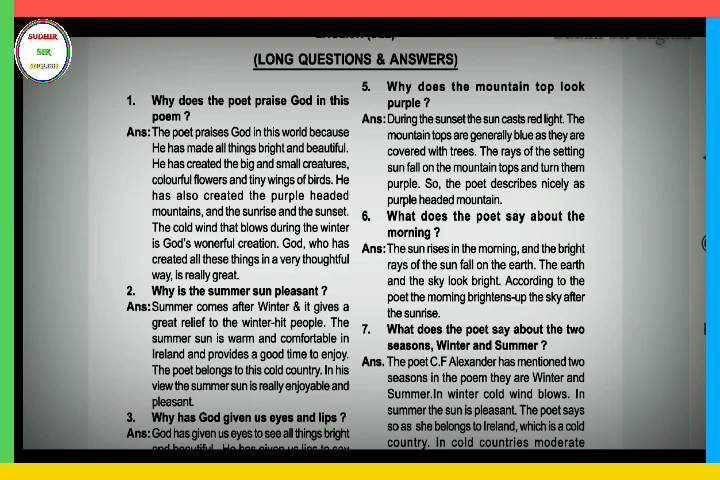 SUDHIR
SIR
ENGLISH
(LONG QUESTIONS & ANSWERS)
1. Why does the poet praise God in this
poem ?
Ans: The poet praises God in this world because
He has made all things bright and beautiful.
He has created the big and small creatures,
colourful flowers and tiny wings of birds. He
has also created the purple headed
mountains, and the sunrise and the sunset.
The cold wind that blows during the winter
is God's wonerful creation. God, who has
created all these things in a very thoughtful
way, is really great.
2. Why is the summer sun pleasant ?
Ans: Summer comes after Winter & it gives a
great relief to the winter-hit people. The
summer sun is warm and comfortable in
Ireland and provides a good time to enjoy.
The poet belongs to this cold country. In his
view the summer sun is really enjoyable and
pleasant.
3. Why has God given us eyes and lips ?
Ans: God has given us eyes to see all things bright
and beautiful. He has given us lips to say
5. Why does the mountain top look
purple ?
Ans: During the sunset the sun casts red light. The
mountain tops are generally blue as they are
covered with trees. The rays of the setting
sun fall on the mountain tops and turn them
purple. So, the poet describes nicely as
purple headed mountain.
6. What does the poet say about the
morning ?
Ans: The sun rises in the morning, and the bright
rays of the sun fall on the earth. The earth
and the sky look bright. According to the
poet the morning brightens-up the sky after
the sunrise.
7. What does the poet say about the two
seasons, Winter and Summer ?
Ans. The poet C.F Alexander has mentioned two
seasons in the poem they are Winter and
Summer.In winter cold wind blows. In
summer the sun is pleasant. The poet says
so as she belongs to Ireland, which is a cold
country. In cold countries moderate